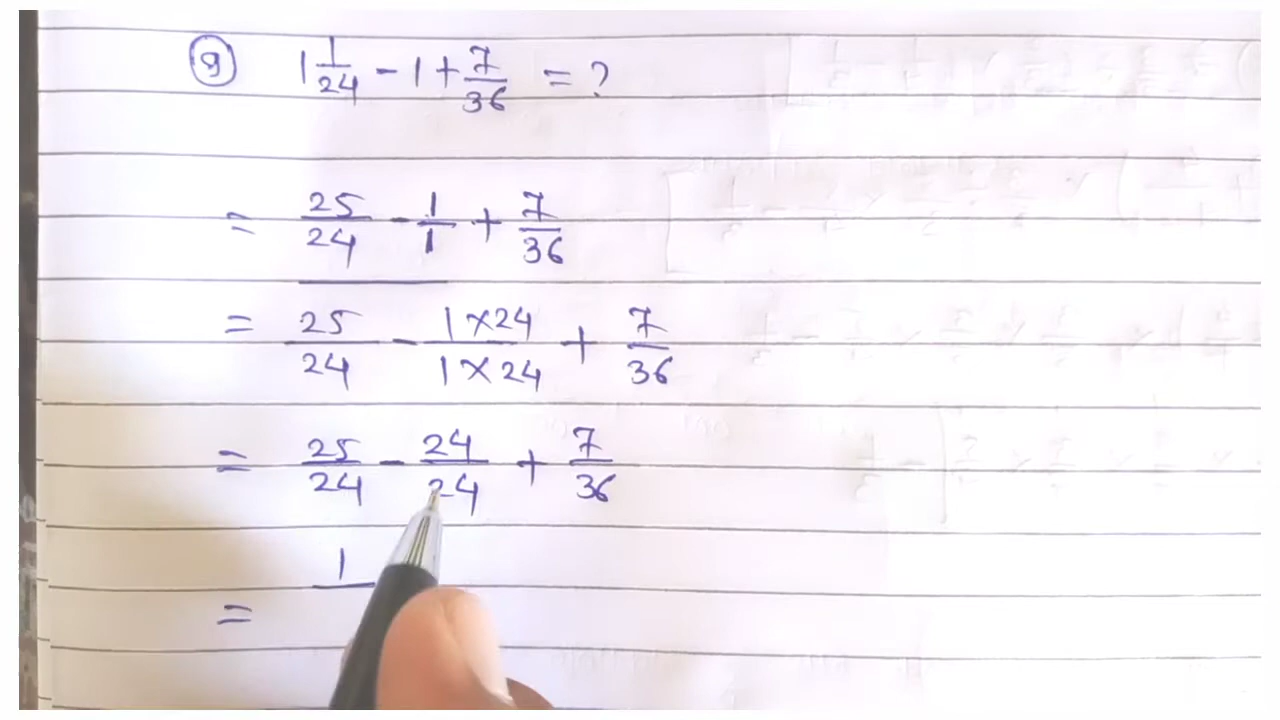 9 1 1/24 - 1 + 7/36 = ?
= 25/24 - 1/1 + 7/36
= 25/24 - 1×24/1×24 + 7/36
= 25/24 - 24/24 + 7/36
= 1